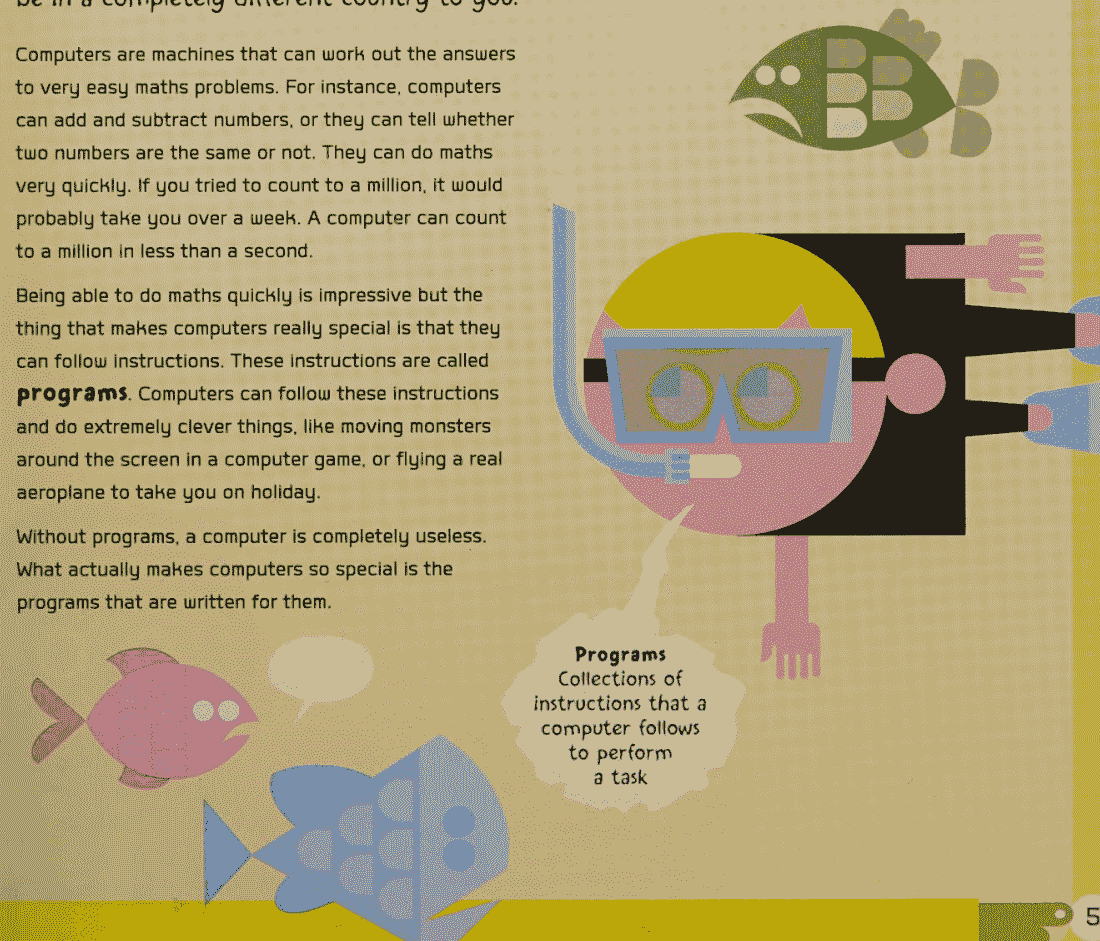 be in a completely different country to you.
Computers are machines that can work out the answers
to very easy maths problems. For instance, computers
can add and subtract numbers, or they can tell whether
two numbers are the same or not. They can do maths
very quickly. If you tried to count to a million, it would
probably take you over a week. A computer can count
to a million in less than a second.
Being able to do maths quickly is impressive but the
thing that makes computers really special is that they
can follow instructions. These instructions are called
programs. Computers can follow these instructions
and do extremely clever things, like moving monsters
around the screen in a computer game, or flying a real
aeroplane to take you on holiday.
Without programs, a computer is completely useless.
What actually makes computers so special is the
programs that are written for them.
Programs
Collections of
instructions that a
computer follows
to perform
a task
5